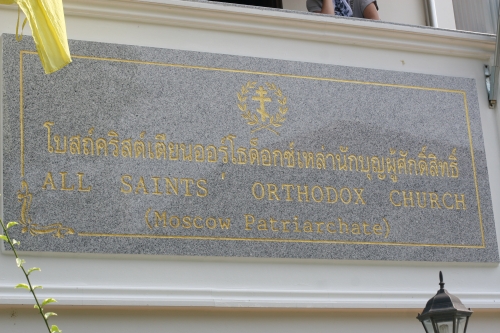 โบสถ์คริสต์เตียนออร์โธด็อกซ์เหล่านักบุญผู้ศักดิ์สิทธิ์
ALL SAINTS ORTHODOX CHURCH
(Moscow Patriarchate)